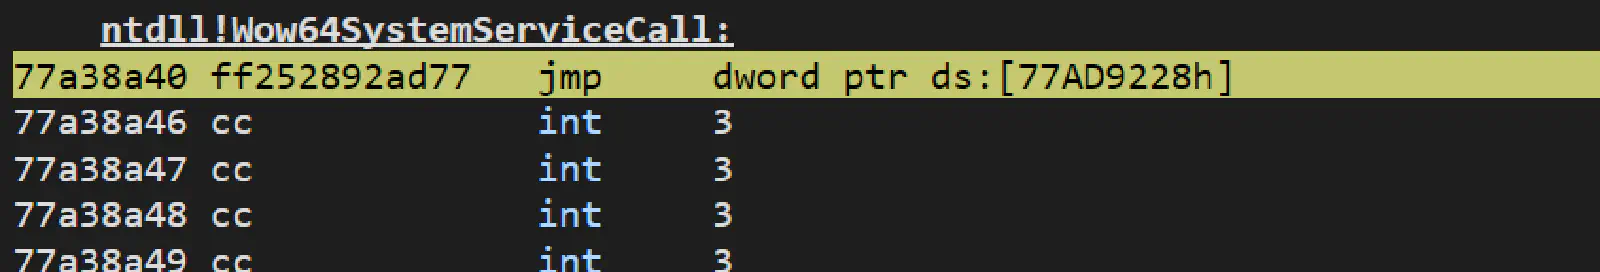 ntdll!Wow64SystemServiceCall:
77a38a40 ff252892ad77 jmp dword ptr ds:[77AD9228h]
77a38a46 cc int 3
77a38a47 cc int 3
77a38a48 cc int 3
77a38a49 cc int 3